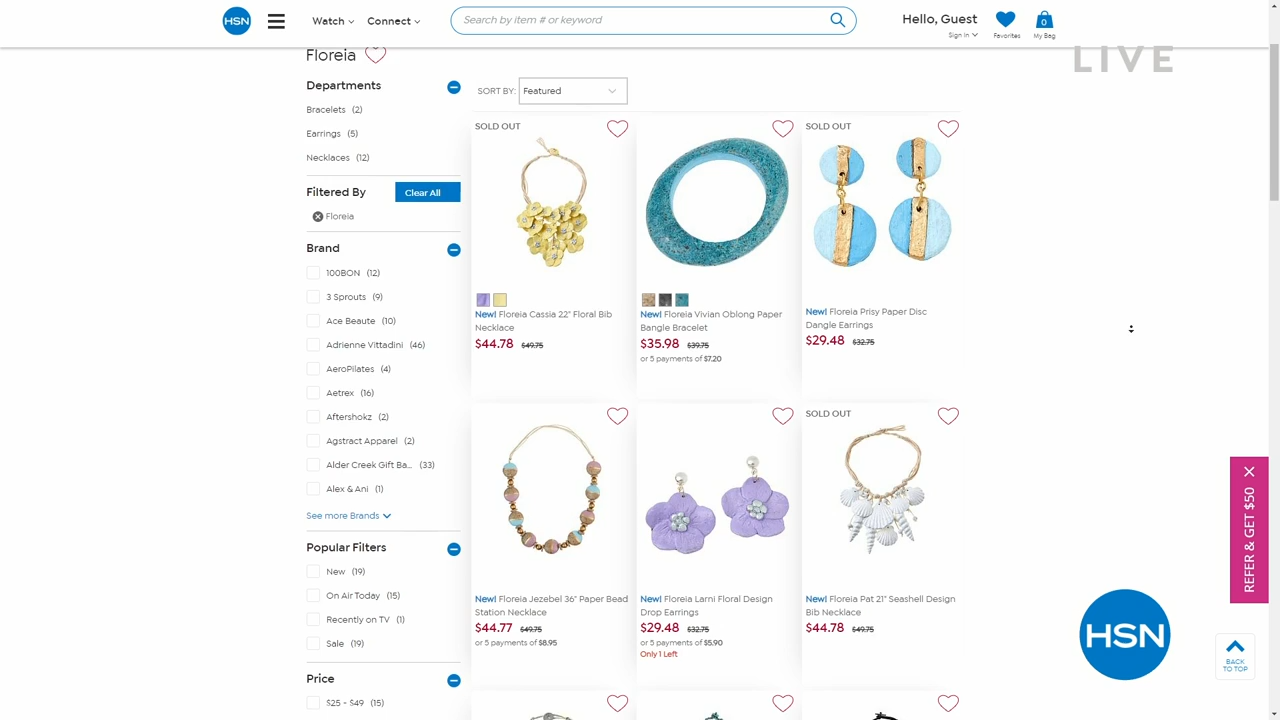 HSN
Watch
Connect
Search by item # or keyword
Hello, Guest
Sign In
Favorites
0
My Bag
LIVE
Floreia
Departments
Bracelets (2)
Earrings (5)
Necklaces (12)
Filtered By
Clear All
Floreia
Brand
100BON (12)
3 Sprouts (9)
Ace Beaute (10)
Adrienne Vittadini (46)
AeroPilates (4)
Aetrex (16)
Aftershokz (2)
Agstract Apparel (2)
Alder Creek Gift Ba... (33)
Alex & Ani (1)
See more Brands
Popular Filters
New (19)
On Air Today (15)
Recently on TV (1)
Sale (19)
Price
$25 - $49 (15)
SORT BY: Featured
SOLD OUT
New! Floreia Cassia 22" Floral Bib
Necklace
$44.78 $49.75
New! Floreia Vivian Oblong Paper
Bangle Bracelet
$35.98 $39.75
or 5 payments of $7.20
SOLD OUT
New! Floreia Prisy Paper Disc
Dangle Earrings
$29.48 $32.75
New! Floreia Jezebel 36" Paper Bead
Station Necklace
$44.77 $49.75
or 5 payments of $8.95
New! Floreia Larni Floral Design
Drop Earrings
$29.48 $32.75
or 5 payments of $5.90
Only 1 Left
SOLD OUT
New! Floreia Pat 21" Seashell Design
Bib Necklace
$44.78 $49.75
REFER & GET $50
HSN
BACK
TO TOP